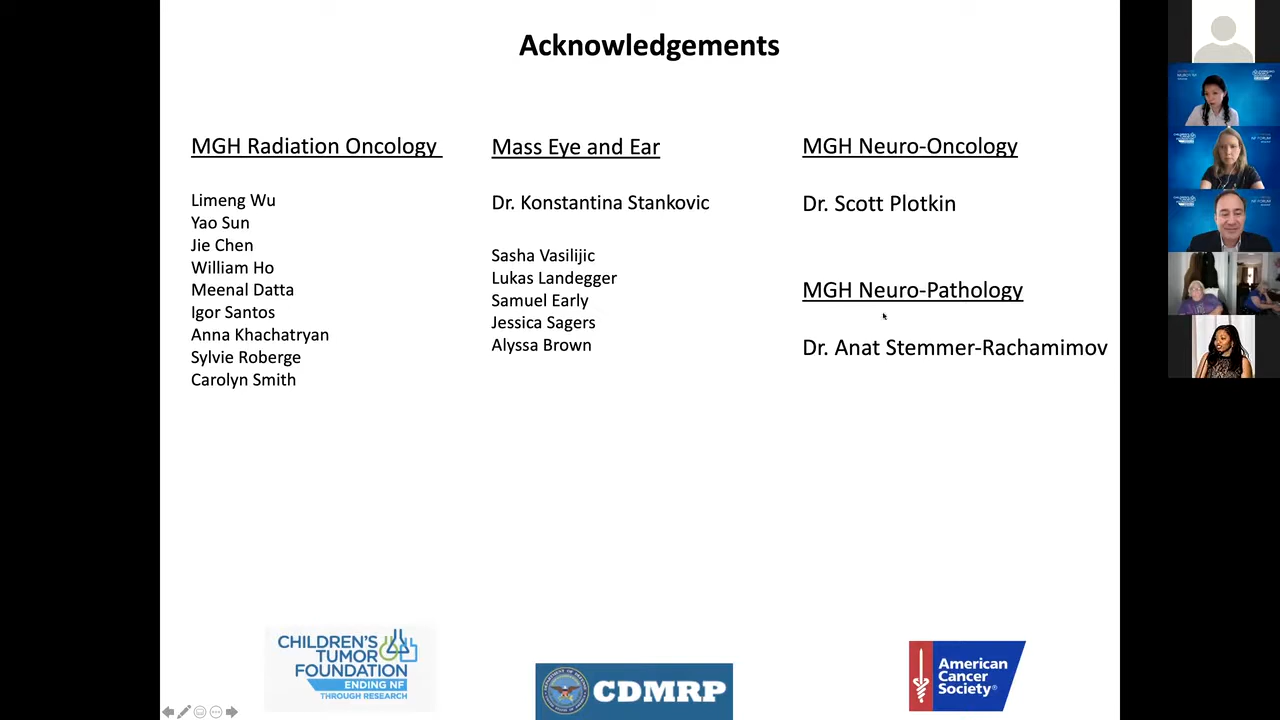 Acknowledgements
MGH Radiation Oncology
Limeng Wu
Yao Sun
Jie Chen
William Ho
Meenal Datta
Igor Santos
Anna Khachatryan
Sylvie Roberge
Carolyn Smith
Mass Eye and Ear
Dr. Konstantina Stankovic
Sasha Vasilijic
Lukas Landegger
Samuel Early
Jessica Sagers
Alyssa Brown
MGH Neuro-Oncology
Dr. Scott Plotkin
MGH Neuro-Pathology
Dr. Anat Stemmer-Rachamimov
CHILDREN'S
TUMOR
FOUNDATION
ENDING NF
THROUGH RESEARCH
CDMRP
American
Cancer
Society®